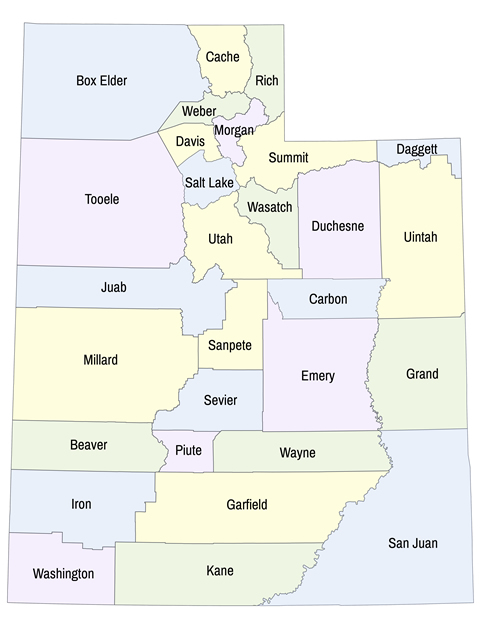 Cache
Box Elder
Rich
Weber
Morgan
Davis
Daggett
Summit
Salt Lake
Tooele
Wasatch
Duchesne
Utah
Uintah
Juab
Carbon
Sanpete
Millard
Emery
Grand
Sevier
Beaver
Piute
Wayne
Iron
Garfield
San Juan
Washington
Kane